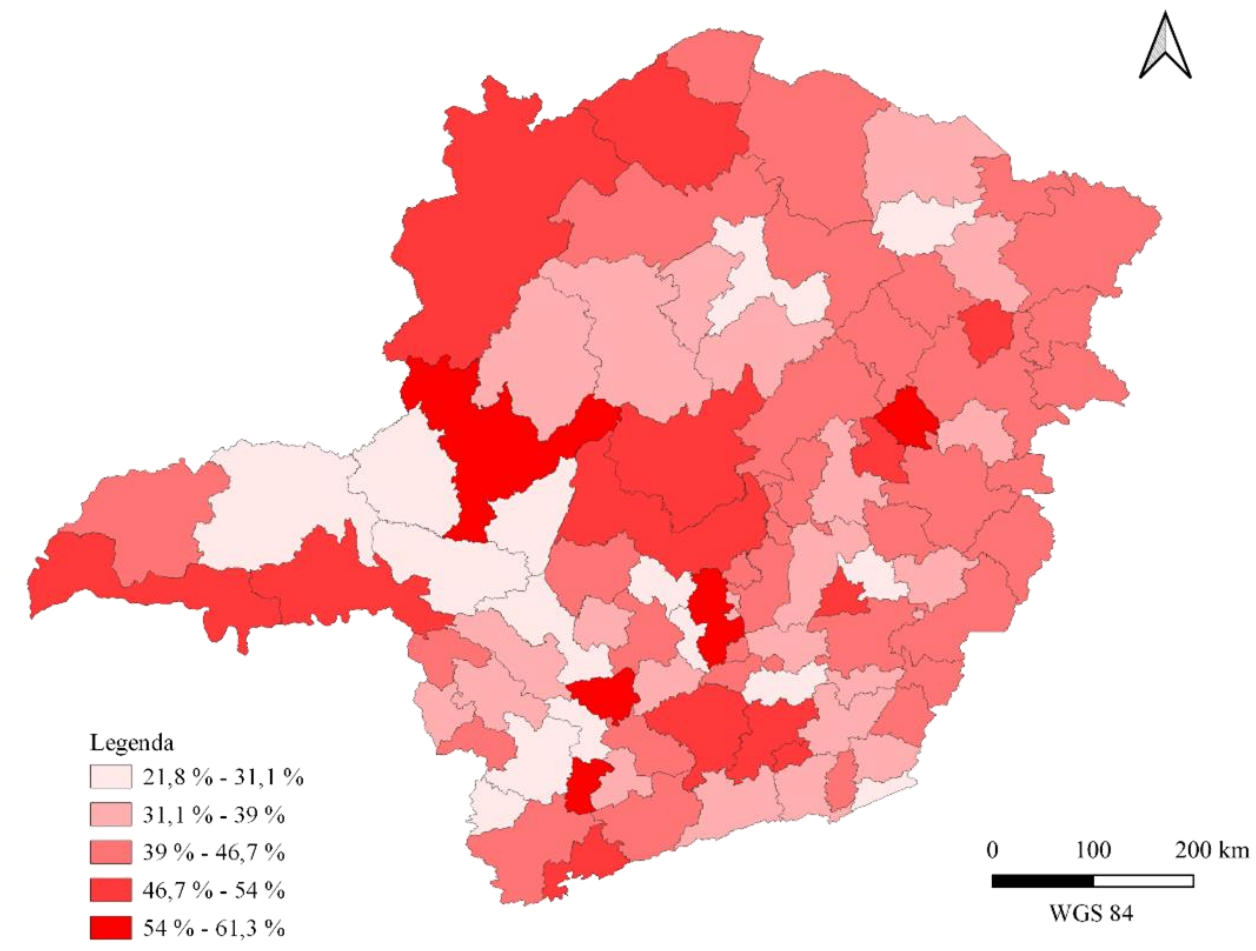 Legenda
21,8 % - 31,1 %
31,1 % - 39 %
39 % - 46,7 %
46,7 % - 54 %
54 % - 61,3 %
0 100 200 km
WGS 84